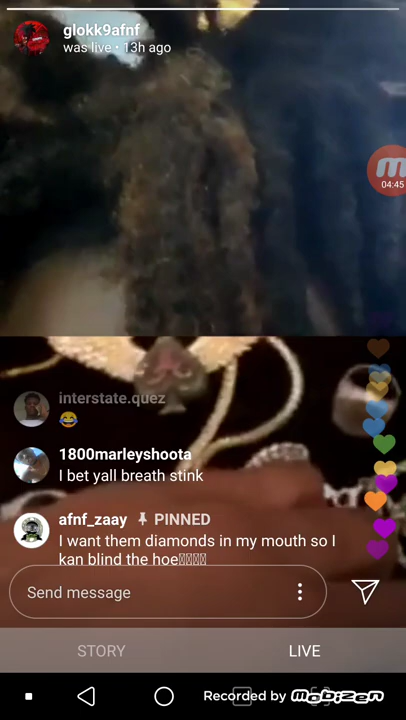 glokk9afnf
was live • 13h ago
04:45
interstate.quez
😂
1800marleyshoota
I bet yall breath stink
afnf_zaay PINNED
I want them diamonds in my mouth so I
kan blind the hoe
Send message
STORY
LIVE
Recorded by mobizen